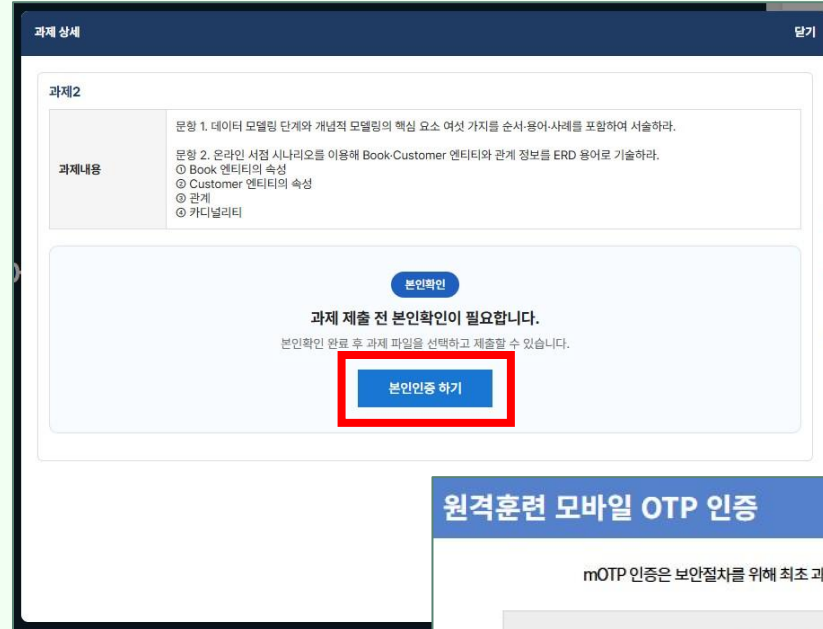 과제 상세
닫기
과제2
과제내용
문항 1. 데이터 모델링 단계와 개념적 모델링의 핵심 요소 여섯 가지를 순서·용어·사례를 포함하여 서술하라.
문항 2. 온라인 서점 시나리오를 이용해 Book·Customer 엔티티와 관계 정보를 ERD 용어로 기술하라.
① Book 엔티티의 속성
② Customer 엔티티의 속성
③ 관계
④ 카디널리티
본인확인
과제 제출 전 본인확인이 필요합니다.
본인확인 완료 후 과제 파일을 선택하고 제출할 수 있습니다.
본인인증 하기
원격훈련 모바일 OTP 인증
mOTP 인증은 보안절차를 위해 최초 과